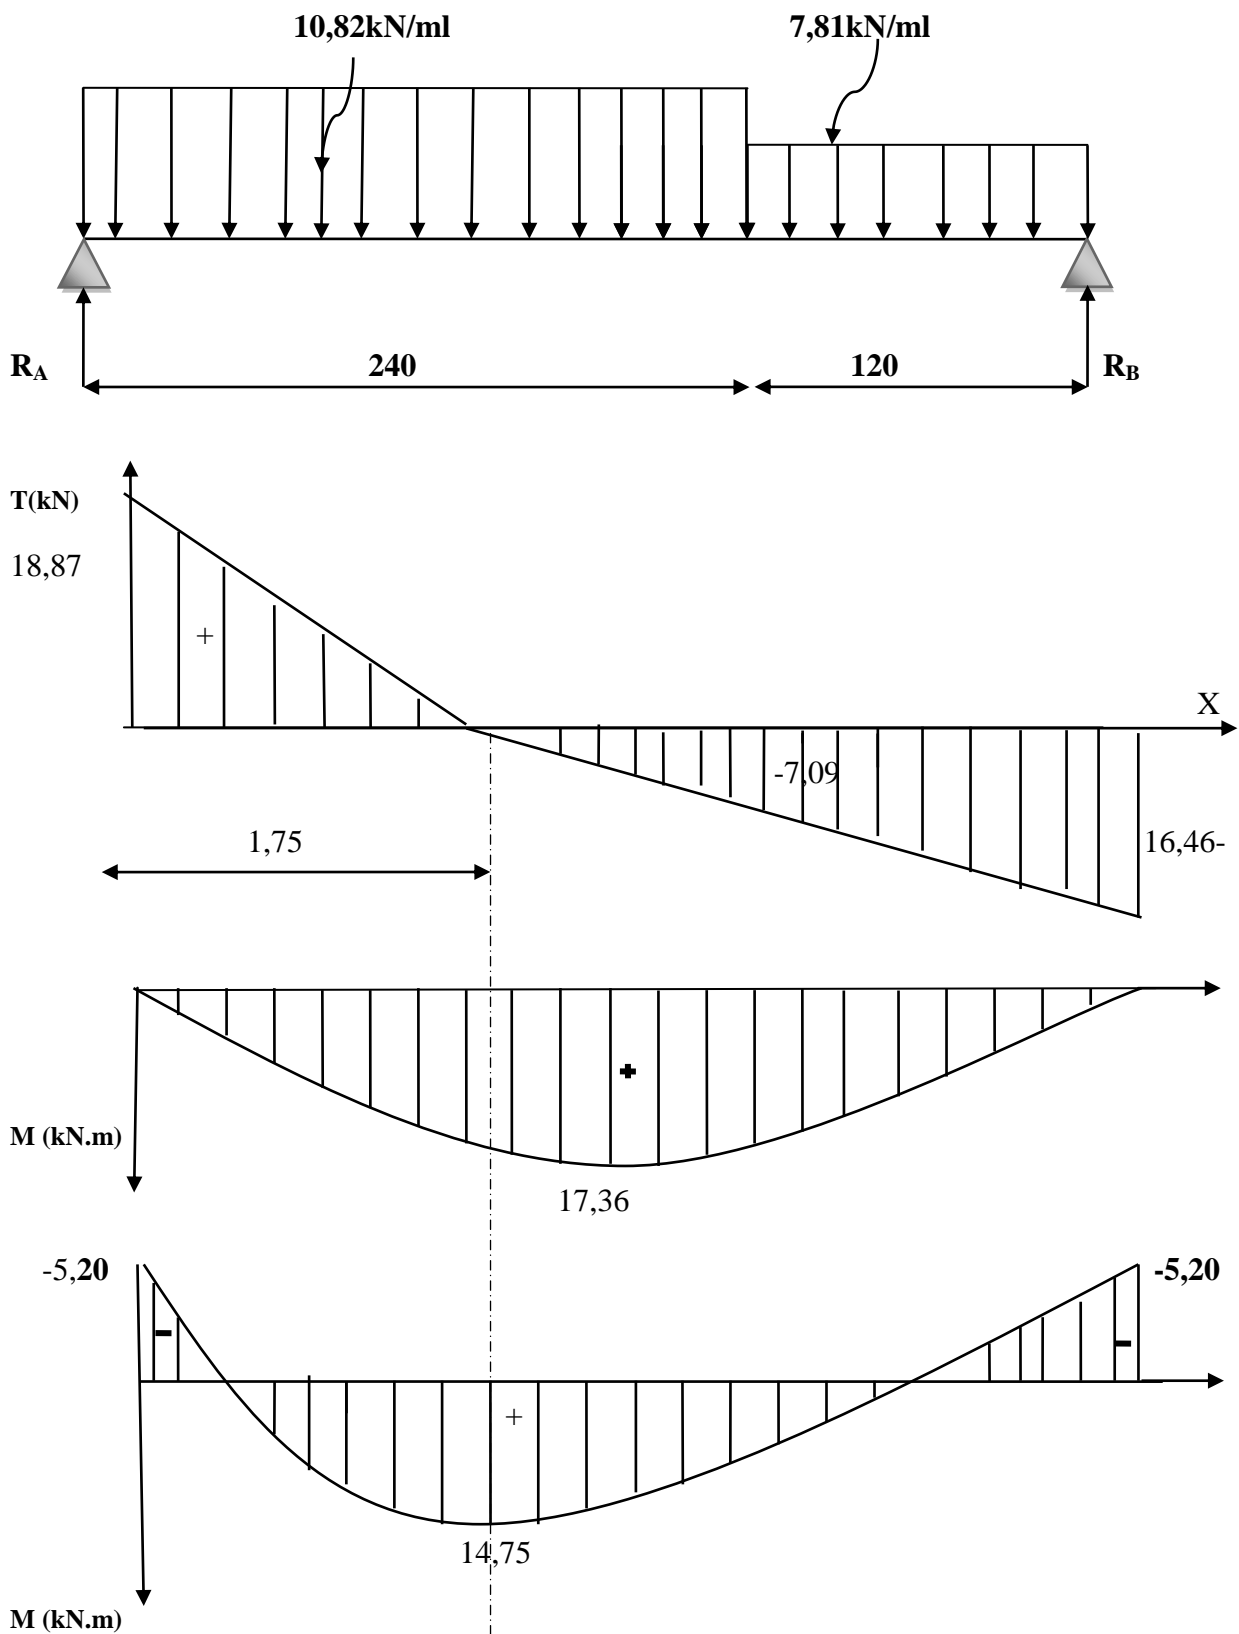 10,82kN/ml 7,81kN/ml
RA 240 120 RB
T(kN)
18,87
+
X
-7,09
1,75 16,46-
+
M (kN.m)
17,36
-5,20 -5,20
- -
+
14,75
M (kN.m)